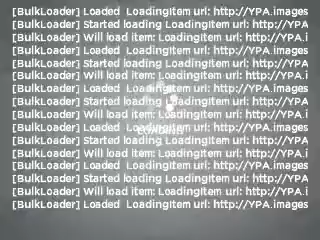 [BulkLoader] Loaded LoadingItem url: http://YPA.images
[BulkLoader] Started loading LoadingItem url: http://YPA
[BulkLoader] Will load item: LoadingItem url: http://YPA.i
[BulkLoader] Loaded LoadingItem url: http://YPA.images
[BulkLoader] Started loading LoadingItem url: http://YPA
[BulkLoader] Will load item: LoadingItem url: http://YPA.i
[BulkLoader] Loaded LoadingItem url: http://YPA.images
[BulkLoader] Started loading LoadingItem url: http://YPA
[BulkLoader] Will load item: LoadingItem url: http://YPA.i
[BulkLoader] Loaded LoadingItem url: http://YPA.images
[BulkLoader] Started loading LoadingItem url: http://YPA
[BulkLoader] Will load item: LoadingItem url: http://YPA.i
[BulkLoader] Loaded LoadingItem url: http://YPA.images
[BulkLoader] Started loading LoadingItem url: http://YPA
[BulkLoader] Will load item: LoadingItem url: http://YPA.i
[BulkLoader] Loaded LoadingItem url: http://YPA.images